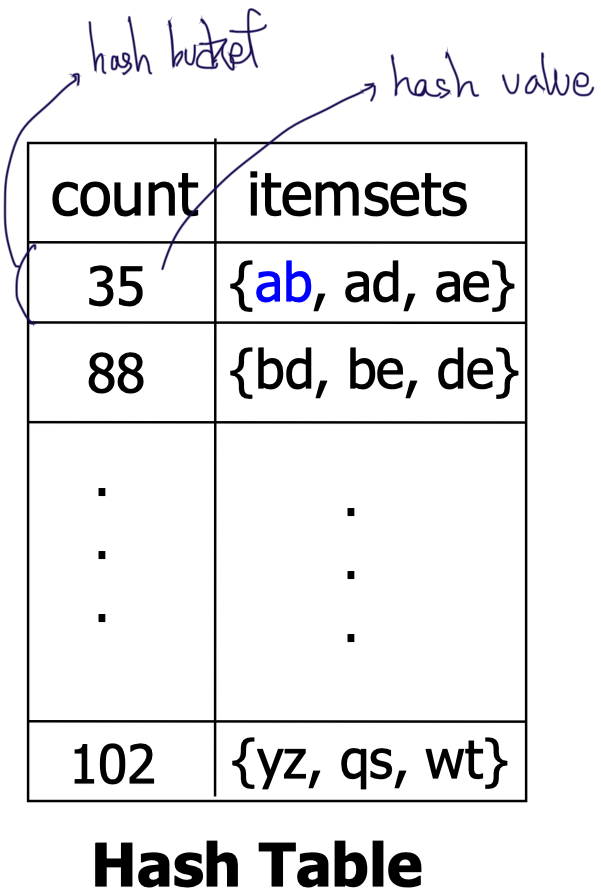 hash bucket
hash value
count itemsets
35 {ab, ad, ae}
88 {bd, be, de}
. .
. .
. .
102 {yz, qs, wt}
Hash Table